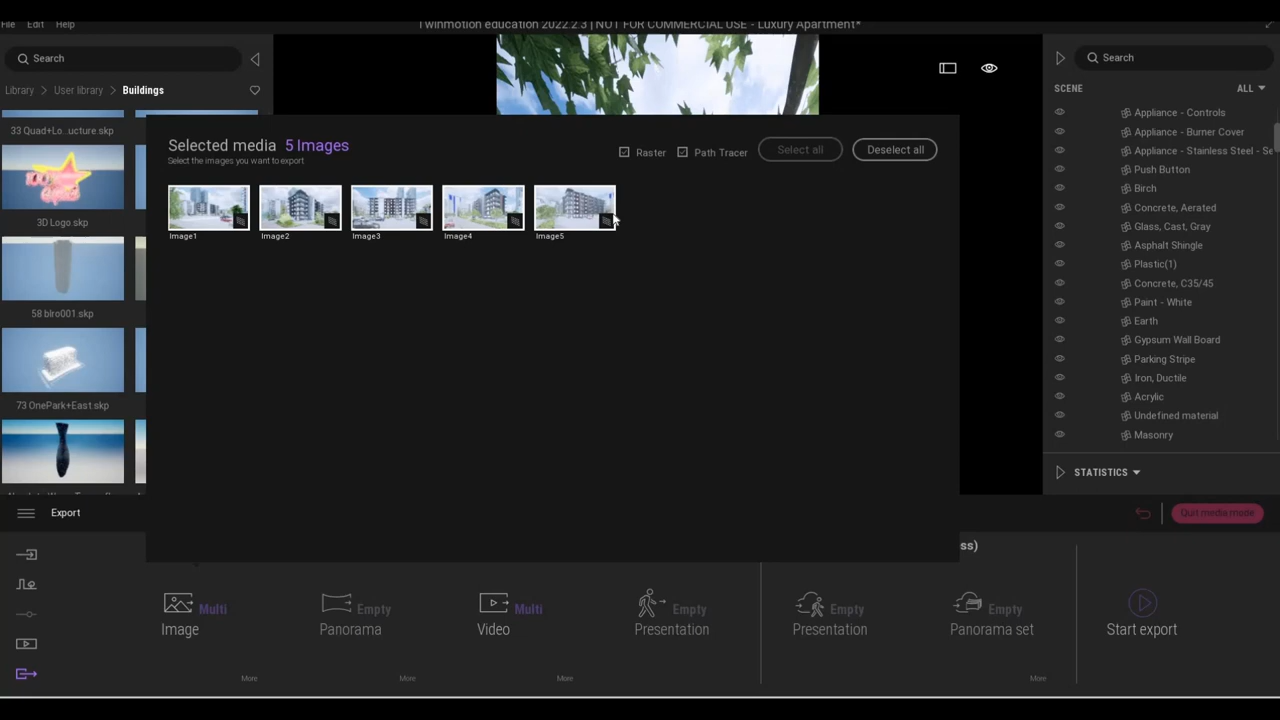 Twinmotion education 2022.2.3 | NOT FOR COMMERCIAL USE - Luxury Apartment*
File Edit Help
Search
Library > User library > Buildings
33 Quad+Lo...ucture.skp
3D Logo.skp
58 blro001.skp
73 OnePark+East.skp
Selected media 5 Images
Select the images you want to export
Raster
Path Tracer
Select all
Deselect all
Image1
Image2
Image3
Image4
Image5
Search
SCENE
ALL
Appliance - Controls
Appliance - Burner Cover
Appliance - Stainless Steel - Se
Push Button
Birch
Concrete, Aerated
Glass, Cast, Gray
Asphalt Shingle
Plastic(1)
Concrete, C35/45
Paint - White
Earth
Gypsum Wall Board
Parking Stripe
Iron, Ductile
Acrylic
Undefined material
Masonry
STATISTICS
Export
Quit media mode
ss)
Multi
Image
More
Empty
Panorama
More
Multi
Video
More
Empty
Presentation
Empty
Presentation
Empty
Panorama set
More
Start export